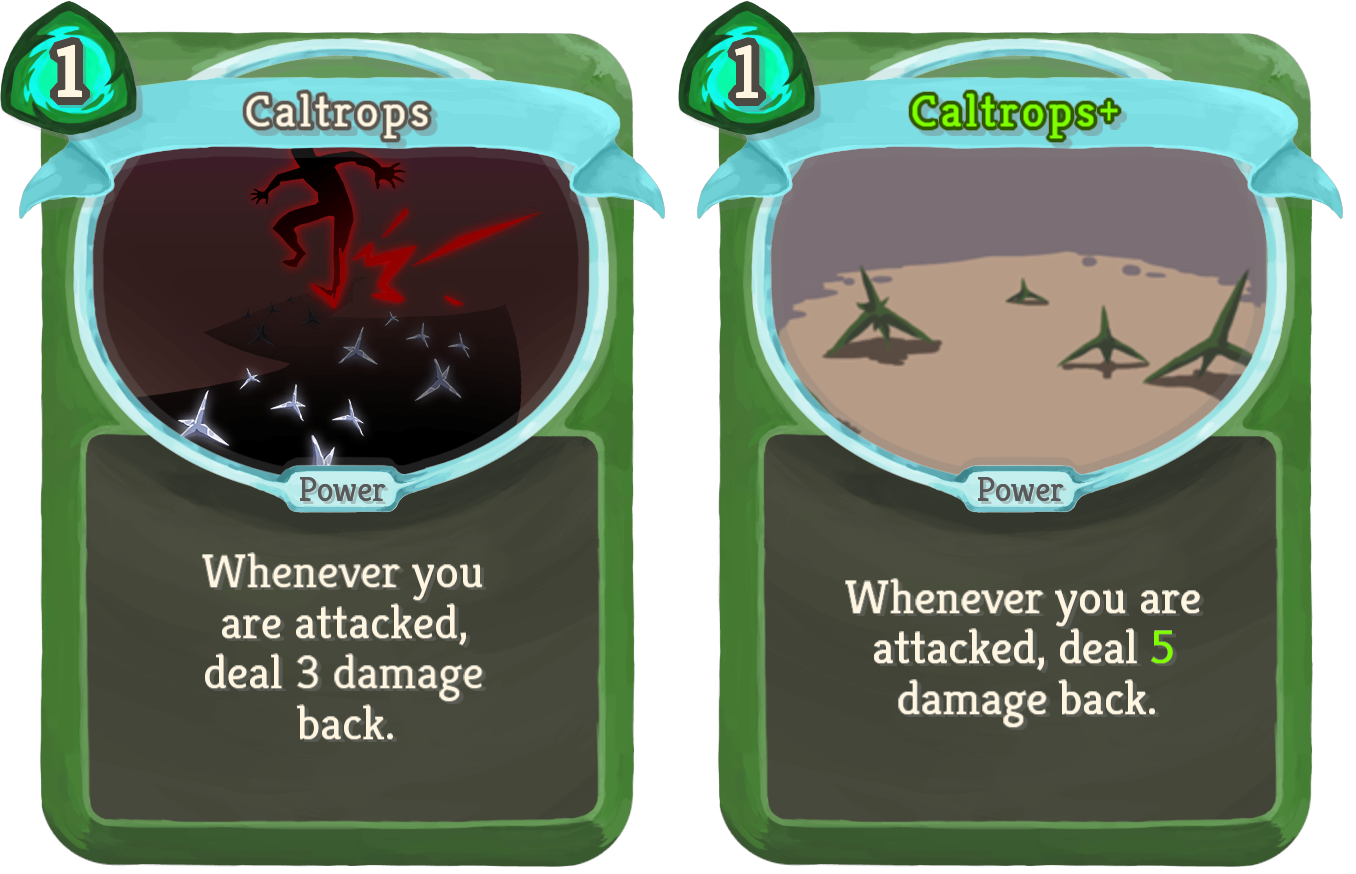 1
Caltrops
Power
Whenever you
are attacked,
deal 3 damage
back.
1
Caltrops+
Power
Whenever you are
attacked, deal 5
damage back.